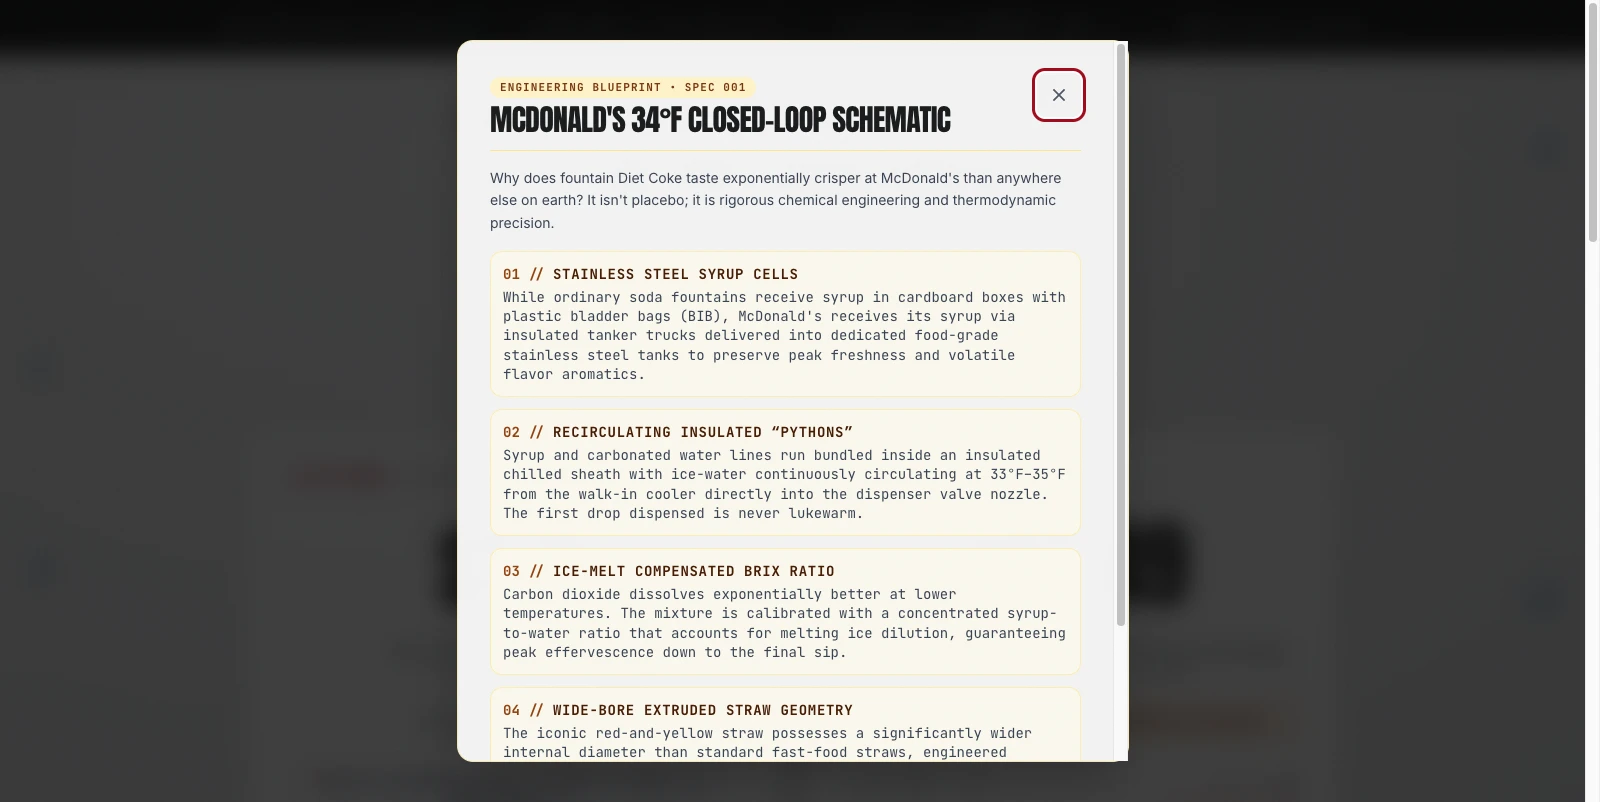 ENGINEERING BLUEPRINT • SPEC 001
MCDONALD'S 34°F CLOSED-LOOP SCHEMATIC
Why does fountain Diet Coke taste exponentially crisper at McDonald's than anywhere
else on earth? It isn't placebo; it is rigorous chemical engineering and thermodynamic
precision.
01 // STAINLESS STEEL SYRUP CELLS
While ordinary soda fountains receive syrup in cardboard boxes with
plastic bladder bags (BIB), McDonald's receives its syrup via
insulated tanker trucks delivered into dedicated food-grade
stainless steel tanks to preserve peak freshness and volatile
flavor aromatics.
02 // RECIRCULATING INSULATED “PYTHONS”
Syrup and carbonated water lines run bundled inside an insulated
chilled sheath with ice-water continuously circulating at 33°F–35°F
from the walk-in cooler directly into the dispenser valve nozzle.
The first drop dispensed is never lukewarm.
03 // ICE-MELT COMPENSATED BRIX RATIO
Carbon dioxide dissolves exponentially better at lower
temperatures. The mixture is calibrated with a concentrated syrup-
to-water ratio that accounts for melting ice dilution, guaranteeing
peak effervescence down to the final sip.
04 // WIDE-BORE EXTRUDED STRAW GEOMETRY
The iconic red-and-yellow straw possesses a significantly wider
internal diameter than standard fast-food straws, engineered